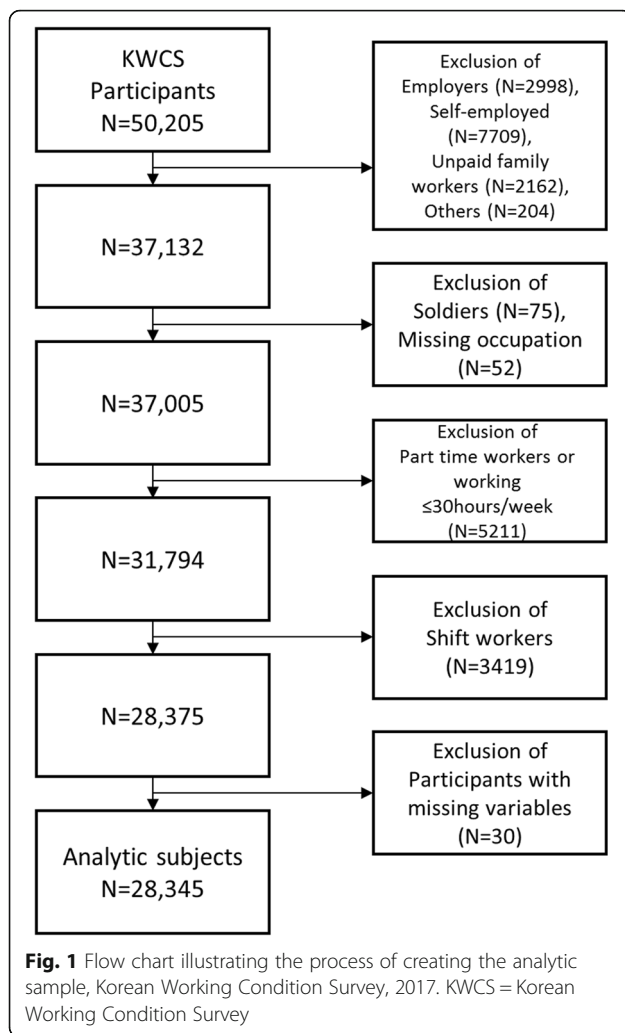 KWCS
Participants
N=50,205
Exclusion of
Employers (N=2998),
Self-employed
(N=7709),
Unpaid family
workers (N=2162),
Others (N=204)
N=37,132
Exclusion of
Soldiers (N=75),
Missing occupation
(N=52)
N=37,005
Exclusion of
Part time workers or
working
≤30hours/week
(N=5211)
N=31,794
Exclusion of
Shift workers
(N=3419)
N=28,375
Exclusion of
Participants with
missing variables
(N=30)
Analytic subjects
N=28,345
Fig. 1 Flow chart illustrating the process of creating the analytic
sample, Korean Working Condition Survey, 2017. KWCS = Korean
Working Condition Survey